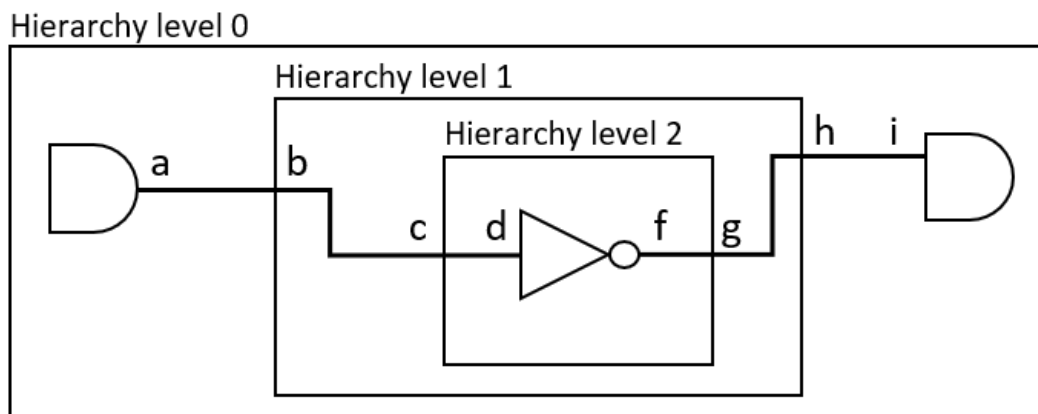 Hierarchy level 0
Hierarchy level 1
Hierarchy level 2
a
b
c
d
f
g
h
i